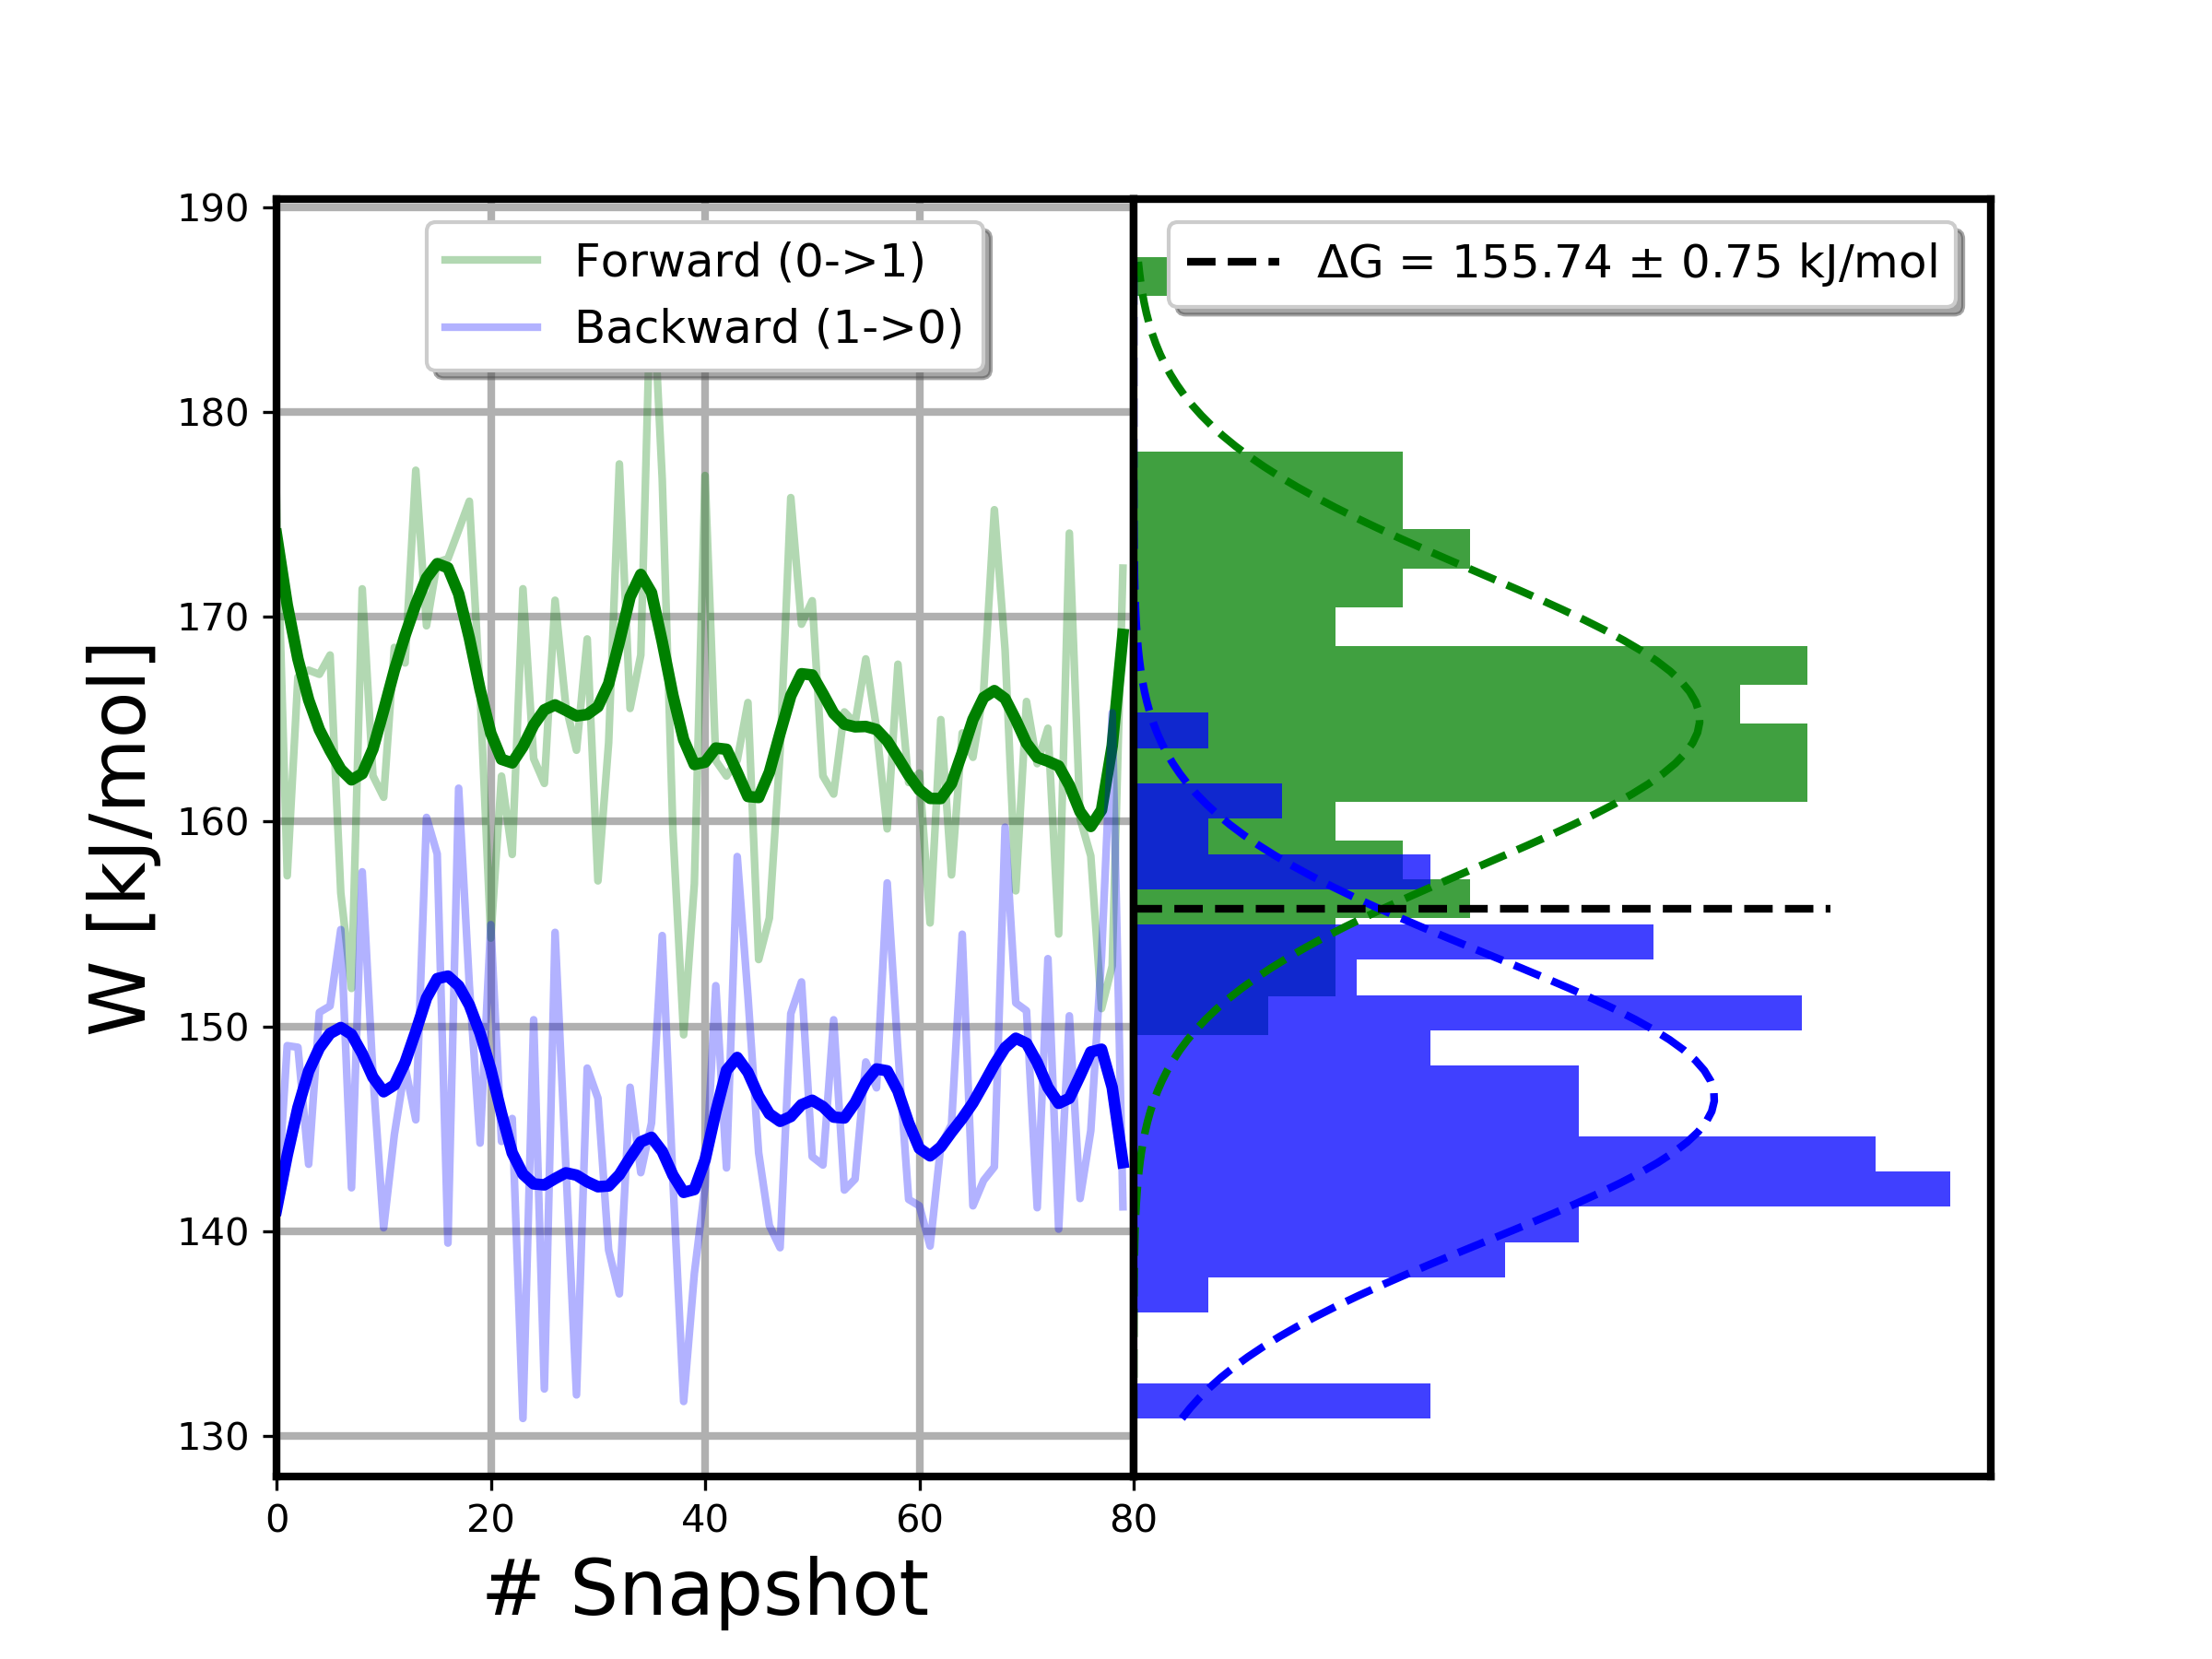 Forward (0->1)
Backward (1->0)
ΔG = 155.74 ± 0.75 kJ/mol
W [kJ/mol]
190
180
170
160
150
140
130
0 20 40 60 80
# Snapshot